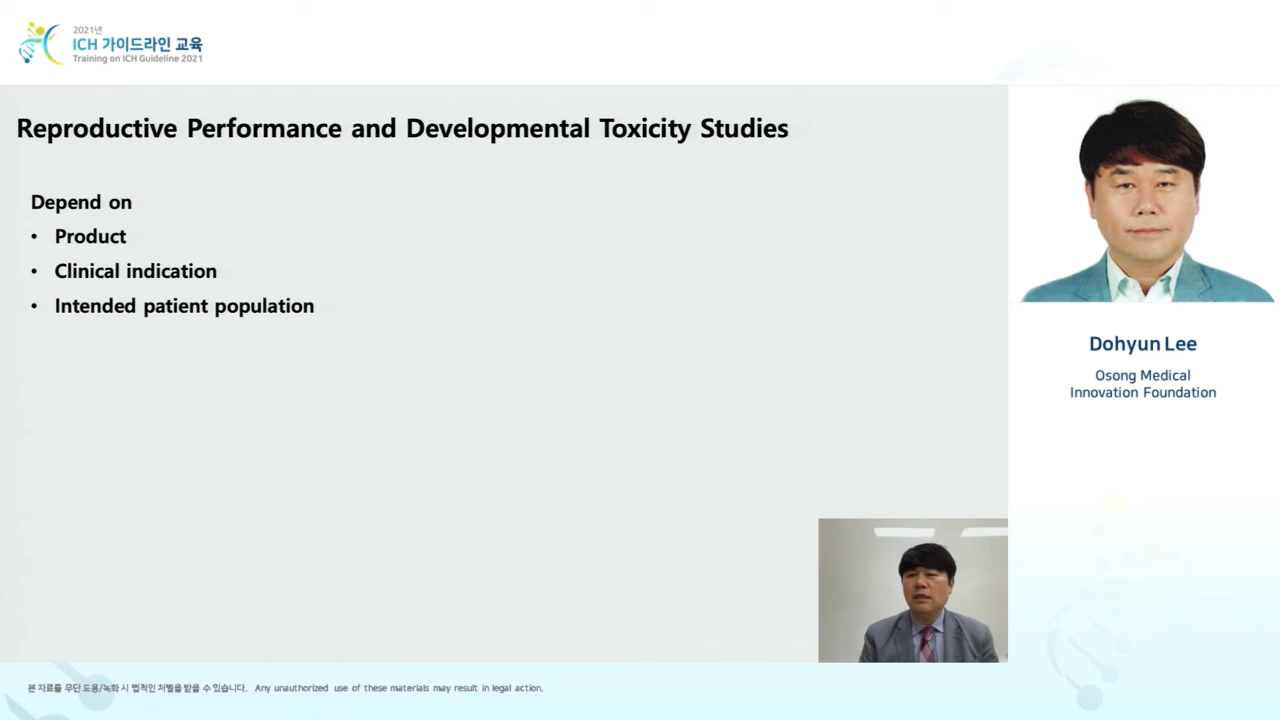 2021년
ICH 가이드라인 교육
Training on ICH Guideline 2021
Reproductive Performance and Developmental Toxicity Studies
Depend on
• Product
• Clinical indication
• Intended patient population
Dohyun Lee
Osong Medical
Innovation Foundation
본 자료를 무단 도용/녹화 시 법적인 처벌을 받을 수 있습니다. Any unauthorized use of these materials may result in legal action.